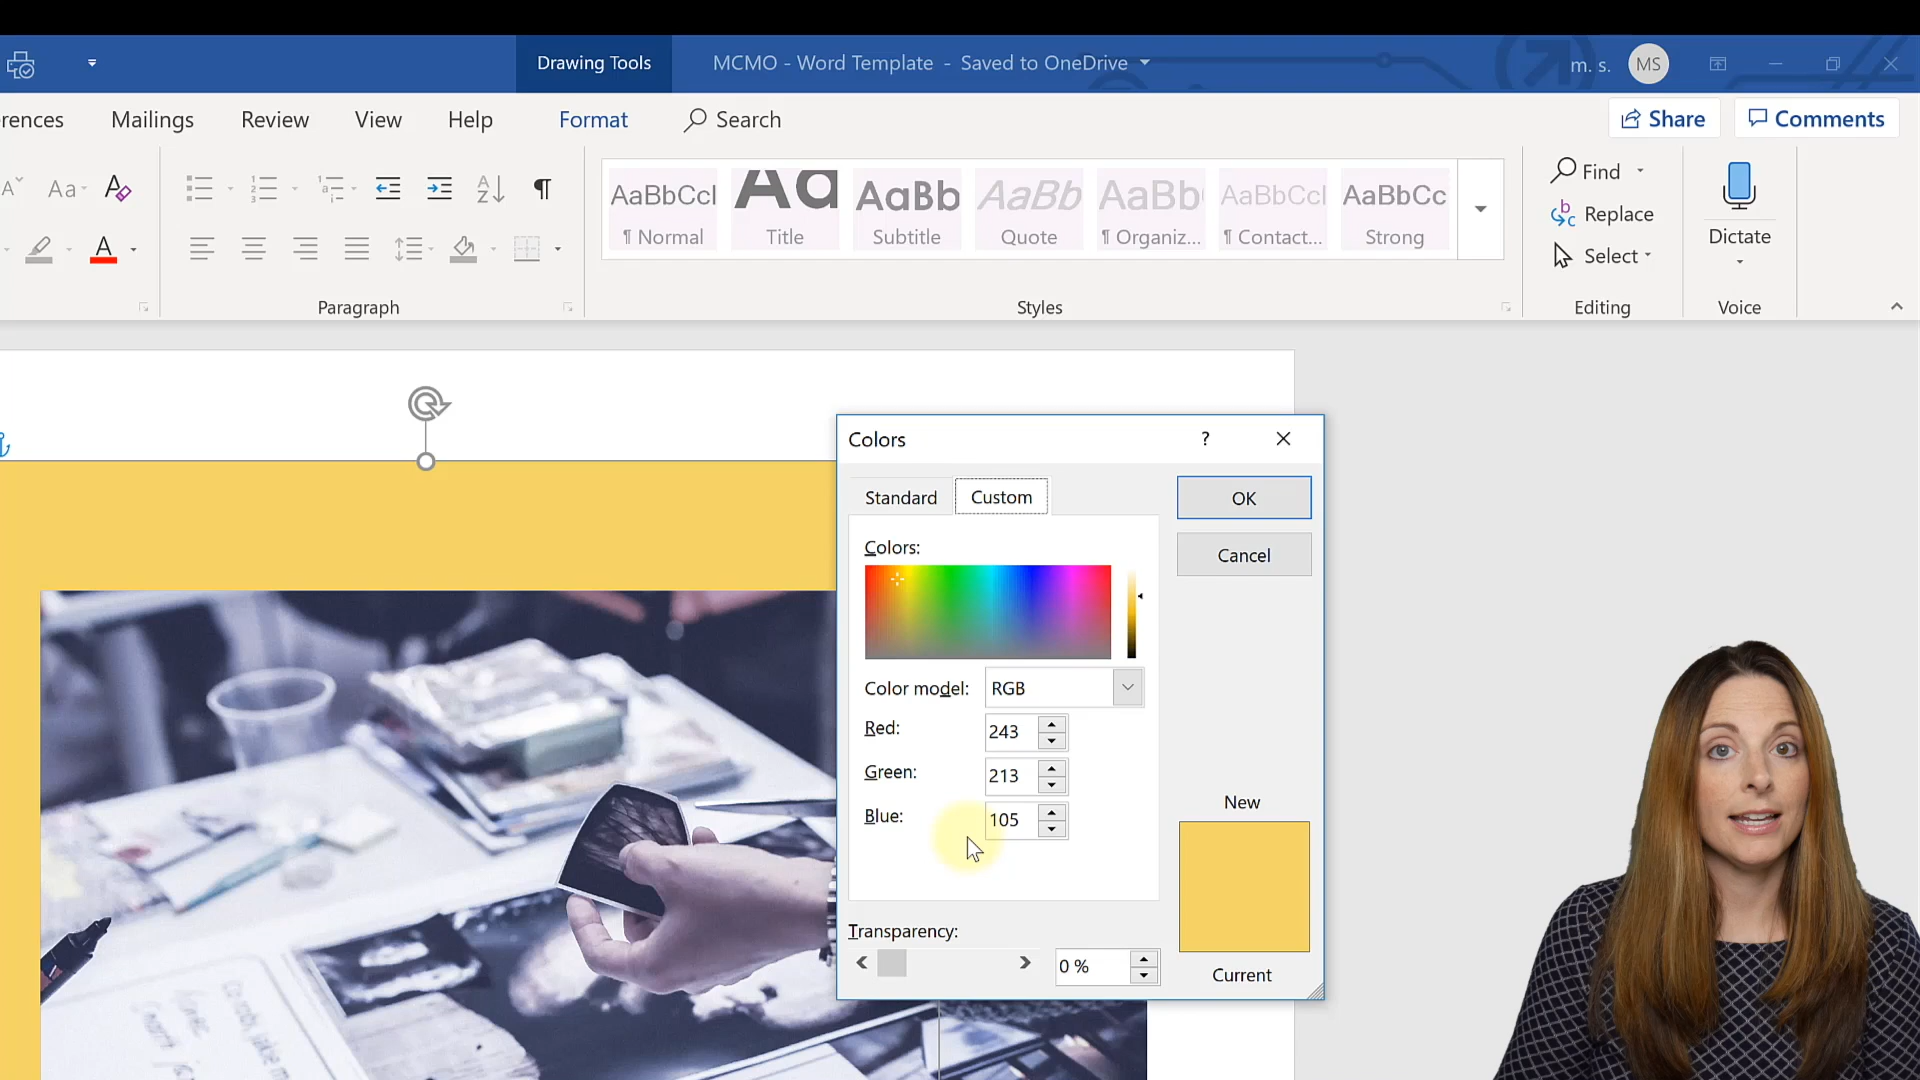 Drawing Tools
MCMO - Word Template - Saved to OneDrive
m. s.
MS
rences
Mailings
Review
View
Help
Format
Search
Share
Comments
Aa
A
AaBbCcl
Aa
AaBb
AaBb
AaBb
AaBbCcl
AaBbCc
¶ Normal
Title
Subtitle
Quote
¶ Organiz...
¶ Contact...
Strong
Find
Replace
Select
Dictate
Paragraph
Styles
Editing
Voice
Colors
?
Standard
Custom
OK
Cancel
Colors:
Color model:
RGB
Red:
243
Green:
213
Blue:
105
Transparency:
0 %
New
Current